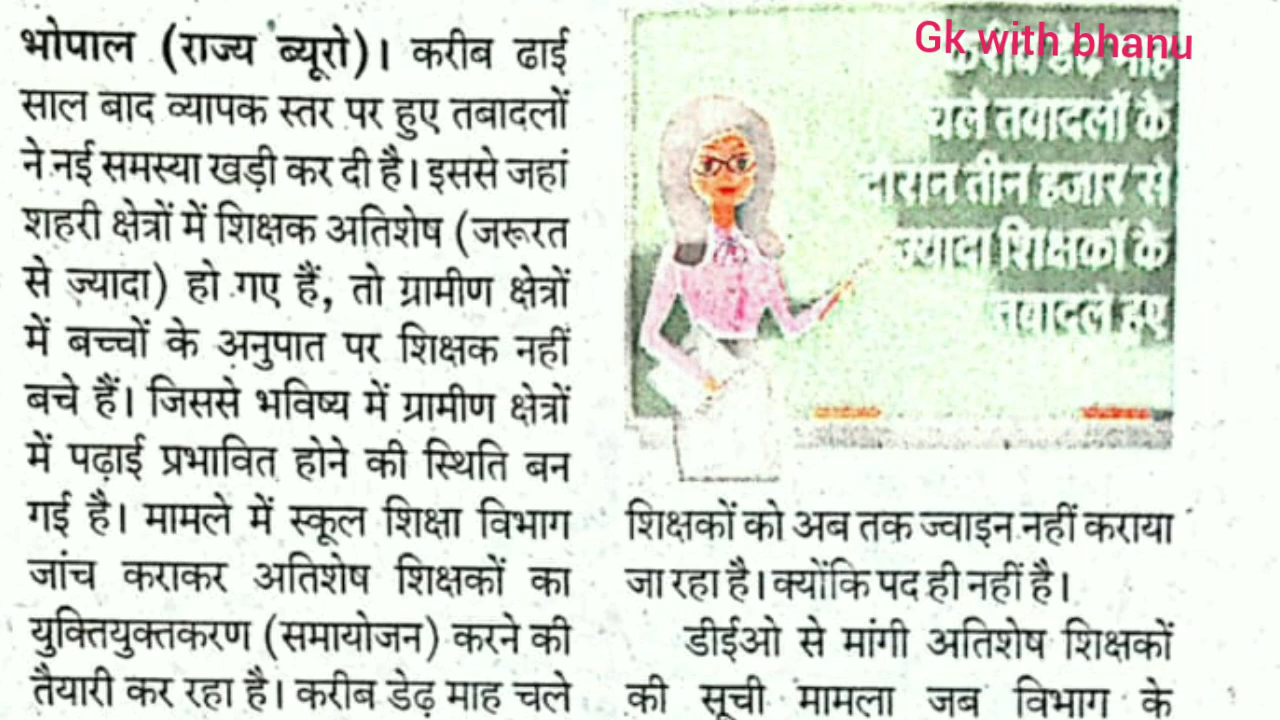 भोपाल (राज्य ब्यूरो)। करीब ढाई
साल बाद व्यापक स्तर पर हुए तबादलों
ने नई समस्या खड़ी कर दी है। इससे जहां
शहरी क्षेत्रों में शिक्षक अतिशेष (जरूरत
से ज्यादा) हो गए हैं, तो ग्रामीण क्षेत्रों
में बच्चों के अनुपात पर शिक्षक नहीं
बचे हैं। जिससे भविष्य में ग्रामीण क्षेत्रों
में पढ़ाई प्रभावित होने की स्थिति बन
गई है। मामले में स्कूल शिक्षा विभाग
जांच कराकर अतिशेष शिक्षकों का
युक्तियुक्तकरण (समायोजन) करने की
तैयारी कर रहा है। करीब डेढ़ माह चले
Gk with bhanu
करीब डेढ़ माह
चले तबादलों के
दौरान तीन हजार से
ज्यादा शिक्षकों के
तबादले हुए
शिक्षकों को अब तक ज्वाइन नहीं कराया
जा रहा है। क्योंकि पद ही नहीं है।
डीईओ से मांगी अतिशेष शिक्षकों
की सूची मामला जब विभाग के